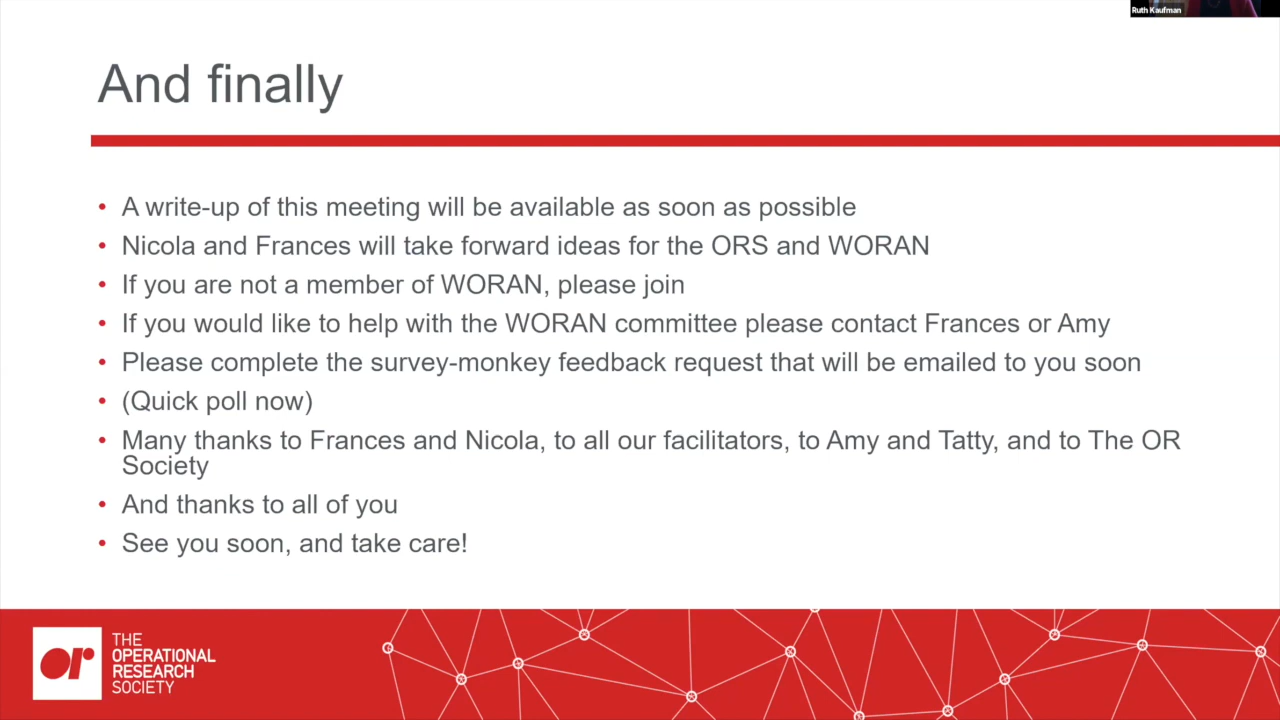 Ruth Kaufman
And finally
• A write-up of this meeting will be available as soon as possible
• Nicola and Frances will take forward ideas for the ORS and WORAN
• If you are not a member of WORAN, please join
• If you would like to help with the WORAN committee please contact Frances or Amy
• Please complete the survey-monkey feedback request that will be emailed to you soon
• (Quick poll now)
• Many thanks to Frances and Nicola, to all our facilitators, to Amy and Tatty, and to The OR
Society
• And thanks to all of you
• See you soon, and take care!
or
THE
OPERATIONAL
RESEARCH
SOCIETY